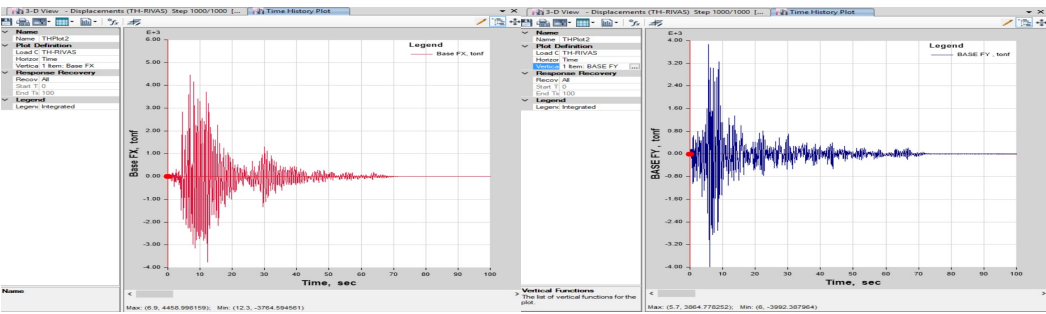 3-D View - Displacements (TH-RIVAS) Step 1000/1000 [...
Time History Plot
Name
Name THPlot2
Plot Definition
Load C TH-RIVAS
Horizor Time
Vertica 1 Item: Base FX
Response Recovery
Recov All
Start T 0
End Ti 100
Legend
Legenc Integrated
Name
E+3
6.00
5.00
4.00
3.00
2.00
1.00
0.00
-1.00
-2.00
-3.00
-4.00
Base FX, tonf
Legend
Base FX, tonf
0 10 20 30 40 50 60 70 80 90 100
Time, sec
Max: (6.9, 4458.998159); Min: (12.3, -3764.594561)
3-D View - Displacements (TH-RIVAS) Step 1000/1000 [...
Time History Plot
Name
Name THPlot2
Plot Definition
Load C TH-RIVAS
Horizor Time
Vertica 1 Item: BASE FY ...
Response Recovery
Recov All
Start T 0
End Ti 100
Legend
Legenc Integrated
Vertical Functions
The list of vertical functions for the
plot.
E+3
4.00
3.20
2.40
1.60
0.80
0.00
-0.80
-1.60
-2.40
-3.20
-4.00
BASE FY, tonf
Legend
BASE FY, tonf
0 10 20 30 40 50 60 70 80 90 100
Time, sec
Max: (5.7, 3864.778252); Min: (6, -3992.387964)